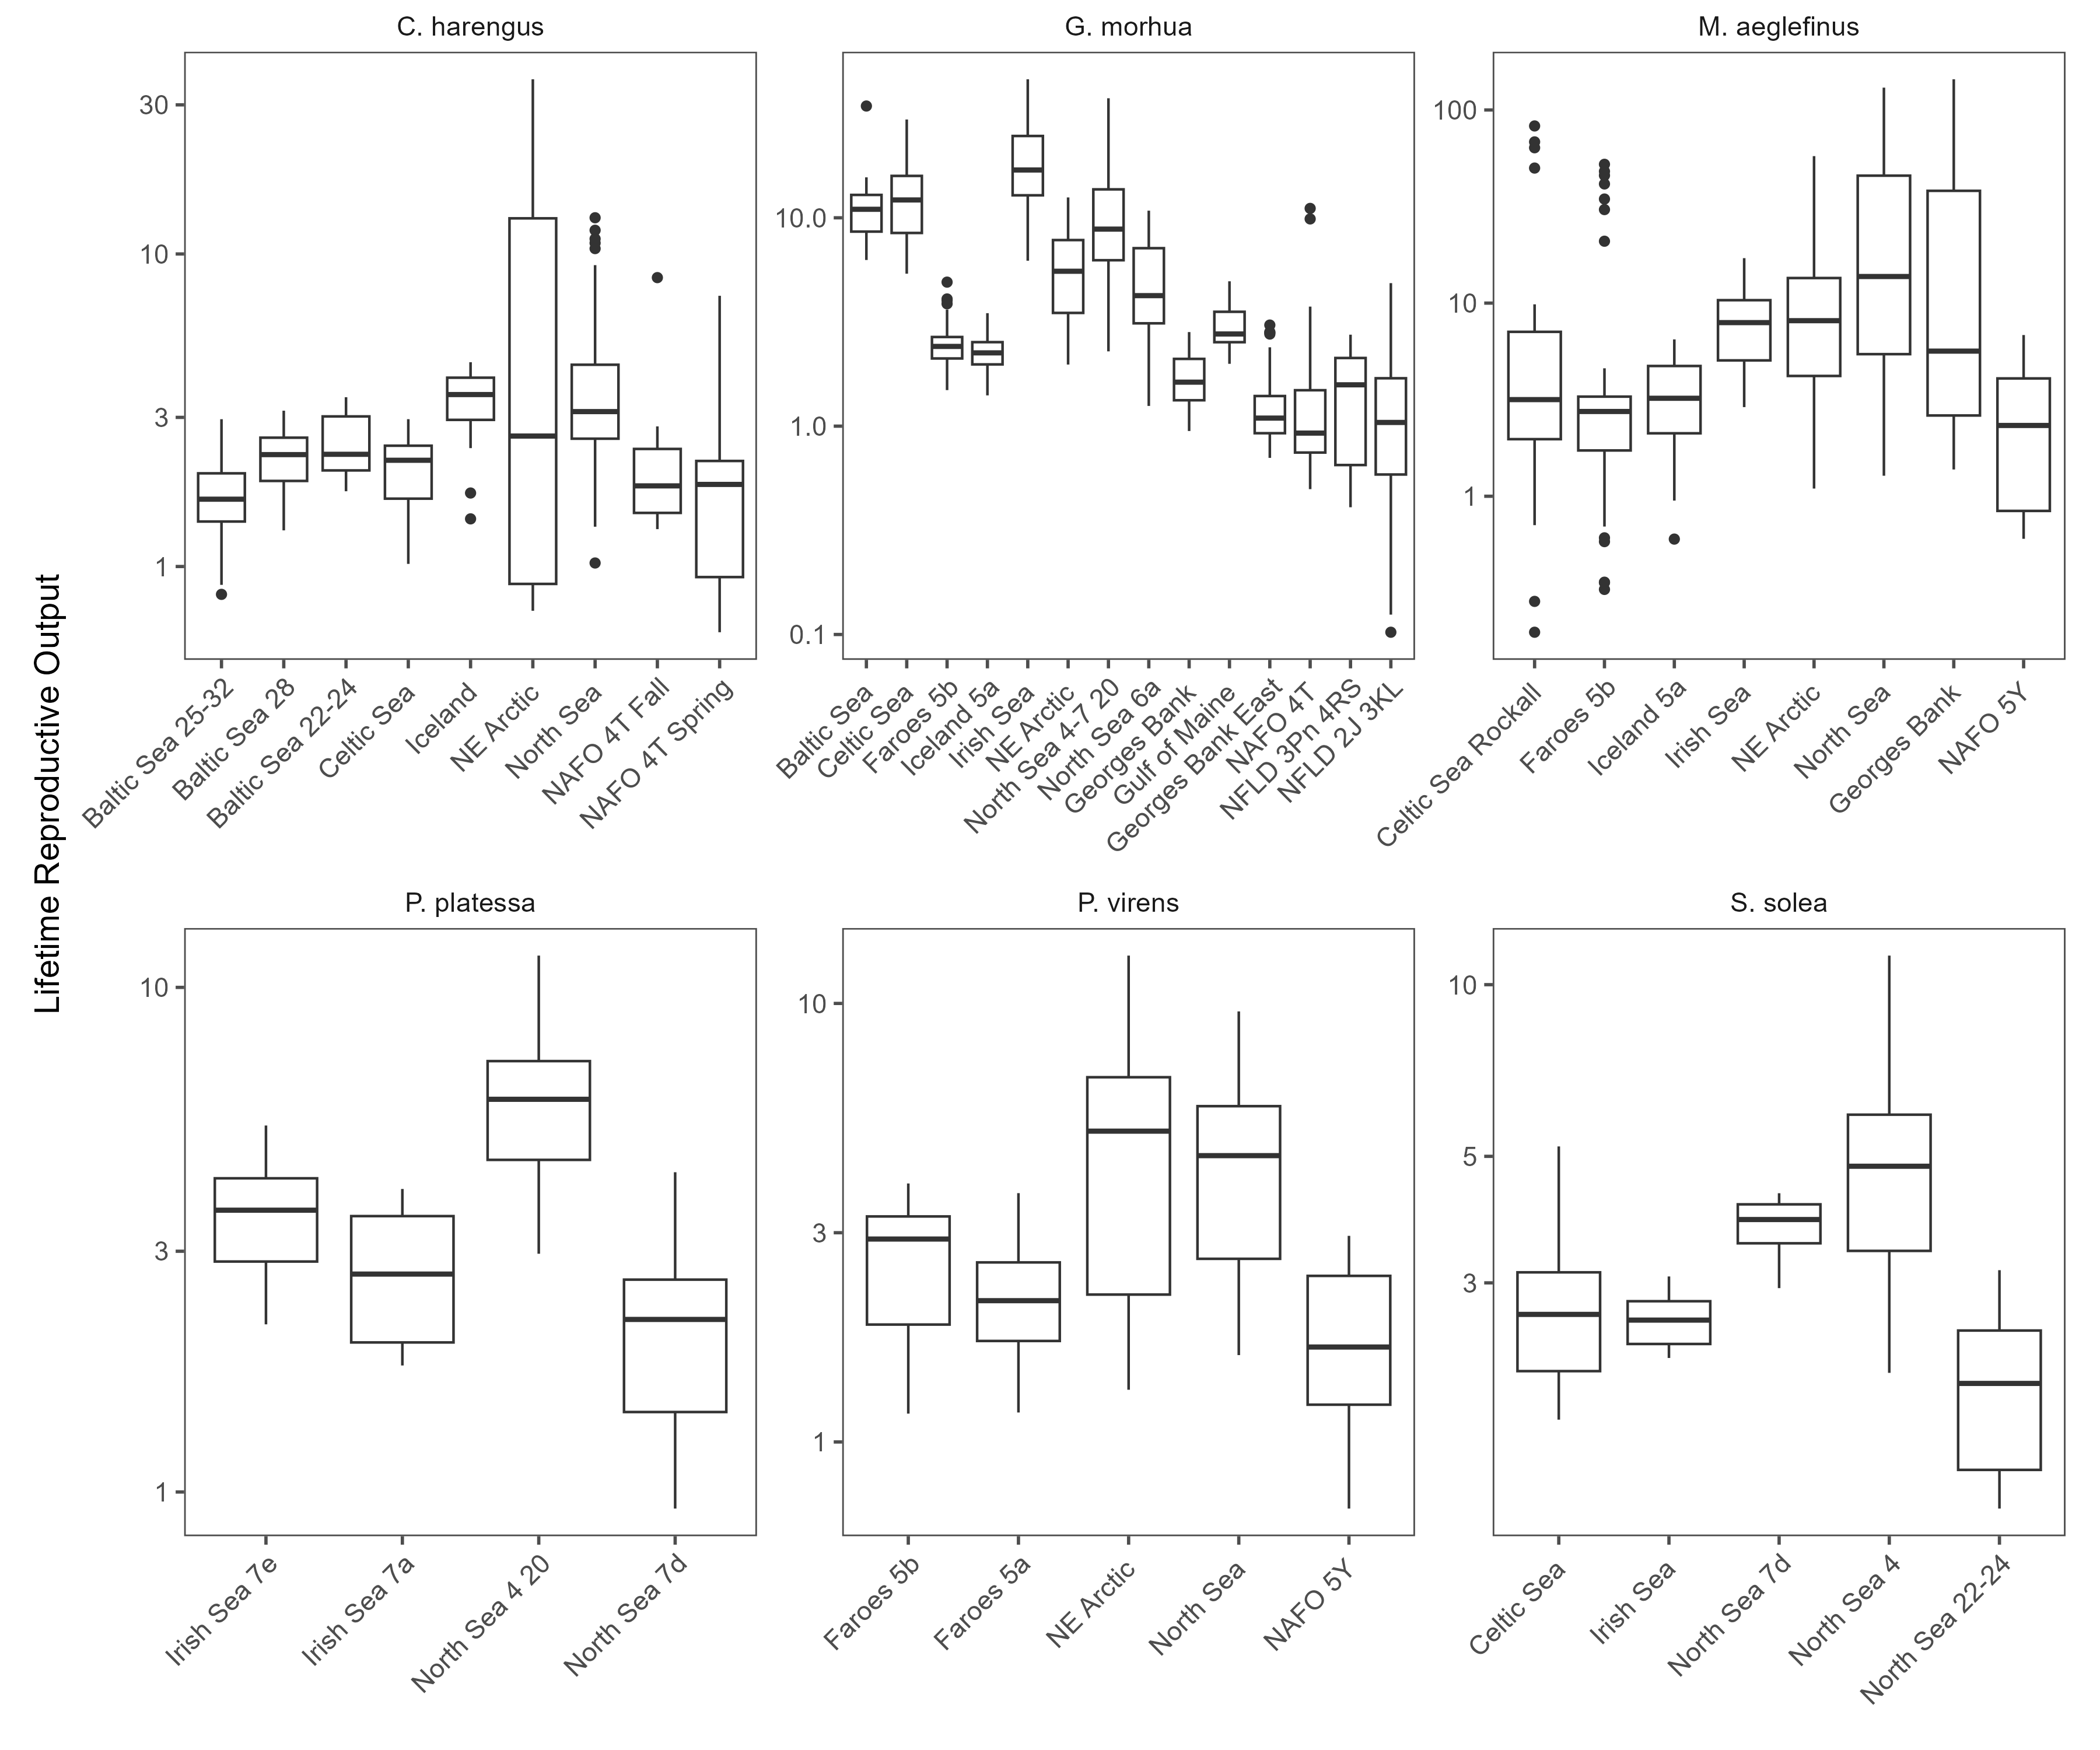 C. harengus
G. morhua
M. aeglefinus
30
10
3
1
10.0
1.0
0.1
100
10
1
Baltic Sea 25-32
Baltic Sea 28
Baltic Sea 22-24
Celtic Sea
Iceland
NE Arctic
North Sea
NAFO 4T Fall
NAFO 4T Spring
Baltic Sea
Celtic Sea
Faroes 5b
Iceland 5a
Irish Sea
NE Arctic
North Sea 4-7 20
North Sea 6a
Georges Bank
Gulf of Maine
Georges Bank East
NAFO 4T
NFLD 3Pn 4RS
NFLD 2J 3KL
Celtic Sea Rockall
Faroes 5b
Iceland 5a
Irish Sea
NE Arctic
North Sea
Georges Bank
NAFO 5Y
Lifetime Reproductive Output
P. platessa
P. virens
S. solea
10
3
1
10
3
1
10
5
3
Irish Sea 7e
Irish Sea 7a
North Sea 4 20
North Sea 7d
Faroes 5b
Faroes 5a
NE Arctic
North Sea
NAFO 5Y
Celtic Sea
Irish Sea
North Sea 7d
North Sea 4
North Sea 22-24